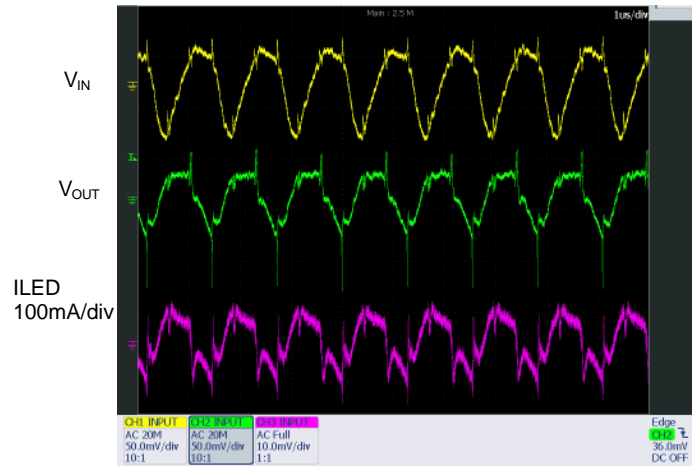 Main : 2.5 M
1us/div
V_IN
V_OUT
ILED
100mA/div
CH1 INPUT CH2 INPUT CH3 INPUT
AC 20M AC 20M AC Full
50.0mV/div 50.0mV/div 10.0mV/div
10:1 10:1 1:1
Edge
CH2
36.0mV
DC OFF